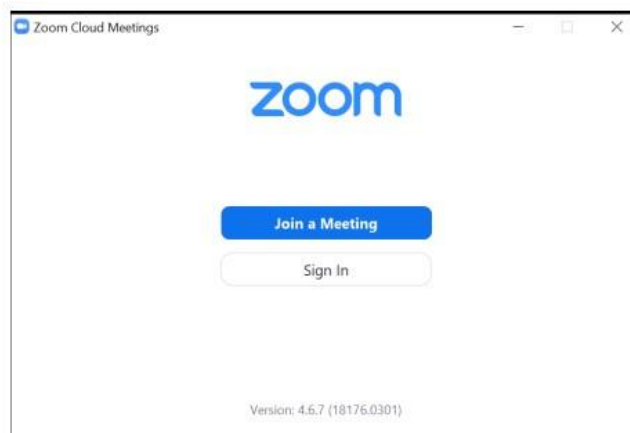 Zoom Cloud Meetings
zoom
Join a Meeting
Sign In
Version: 4.6.7 (18176.0301)